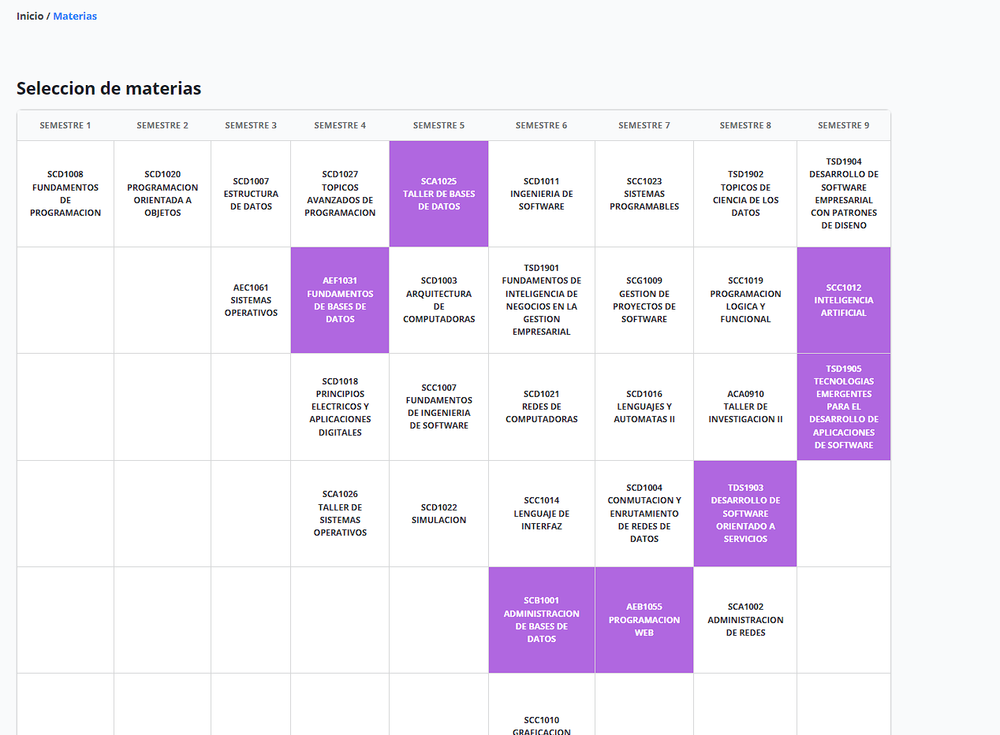 Inicio / Materias
Seleccion de materias
SEMESTRE 1
SEMESTRE 2
SEMESTRE 3
SEMESTRE 4
SEMESTRE 5
SEMESTRE 6
SEMESTRE 7
SEMESTRE 8
SEMESTRE 9
SCD1008
FUNDAMENTOS
DE
PROGRAMACION
SCD1020
PROGRAMACION
ORIENTADA A
OBJETOS
SCD1007
ESTRUCTURA
DE DATOS
SCD1027
TOPICOS
AVANZADOS DE
PROGRAMACION
SCA1025
TALLER DE BASES
DE DATOS
SCD1011
INGENIERIA DE
SOFTWARE
SCC1023
SISTEMAS
PROGRAMABLES
TSD1902
TOPICOS DE
CIENCIA DE LOS
DATOS
TSD1904
DESARROLLO DE
SOFTWARE
EMPRESARIAL
CON PATRONES
DE DISENO
AEC1061
SISTEMAS
OPERATIVOS
AEF1031
FUNDAMENTOS
DE BASES DE
DATOS
SCD1003
ARQUITECTURA
DE
COMPUTADORAS
TSD1901
FUNDAMENTOS DE
INTELIGENCIA DE
NEGOCIOS EN LA
GESTION
EMPRESARIAL
SCG1009
GESTION DE
PROYECTOS DE
SOFTWARE
SCC1019
PROGRAMACION
LOGICA Y
FUNCIONAL
SCC1012
INTELIGENCIA
ARTIFICIAL
SCD1018
PRINCIPIOS
ELECTRICOS Y
APLICACIONES
DIGITALES
SCC1007
FUNDAMENTOS
DE INGENIERIA
DE SOFTWARE
SCD1021
REDES DE
COMPUTADORAS
SCD1016
LENGUAJES Y
AUTOMATAS II
ACA0910
TALLER DE
INVESTIGACION II
TSD1905
TECNOLOGIAS
EMERGENTES
PARA EL
DESARROLLO DE
APLICACIONES
DE SOFTWARE
SCA1026
TALLER DE
SISTEMAS
OPERATIVOS
SCD1022
SIMULACION
SCC1014
LENGUAJE DE
INTERFAZ
SCD1004
CONMUTACION Y
ENRUTAMIENTO
DE REDES DE
DATOS
TDS1903
DESARROLLO DE
SOFTWARE
ORIENTADO A
SERVICIOS
SCB1001
ADMINISTRACION
DE BASES DE
DATOS
AEB1055
PROGRAMACION
WEB
SCA1002
ADMINISTRACION
DE REDES
SCC1010
GRAFICACION